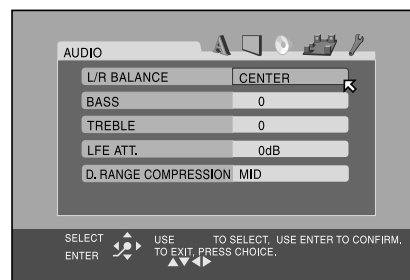 AUDIO
L/R BALANCE CENTER
BASS 0
TREBLE 0
LFE ATT. 0dB
D. RANGE COMPRESSION MID
SELECT
ENTER
USE TO SELECT, USE ENTER TO CONFIRM.
TO EXIT, PRESS CHOICE.